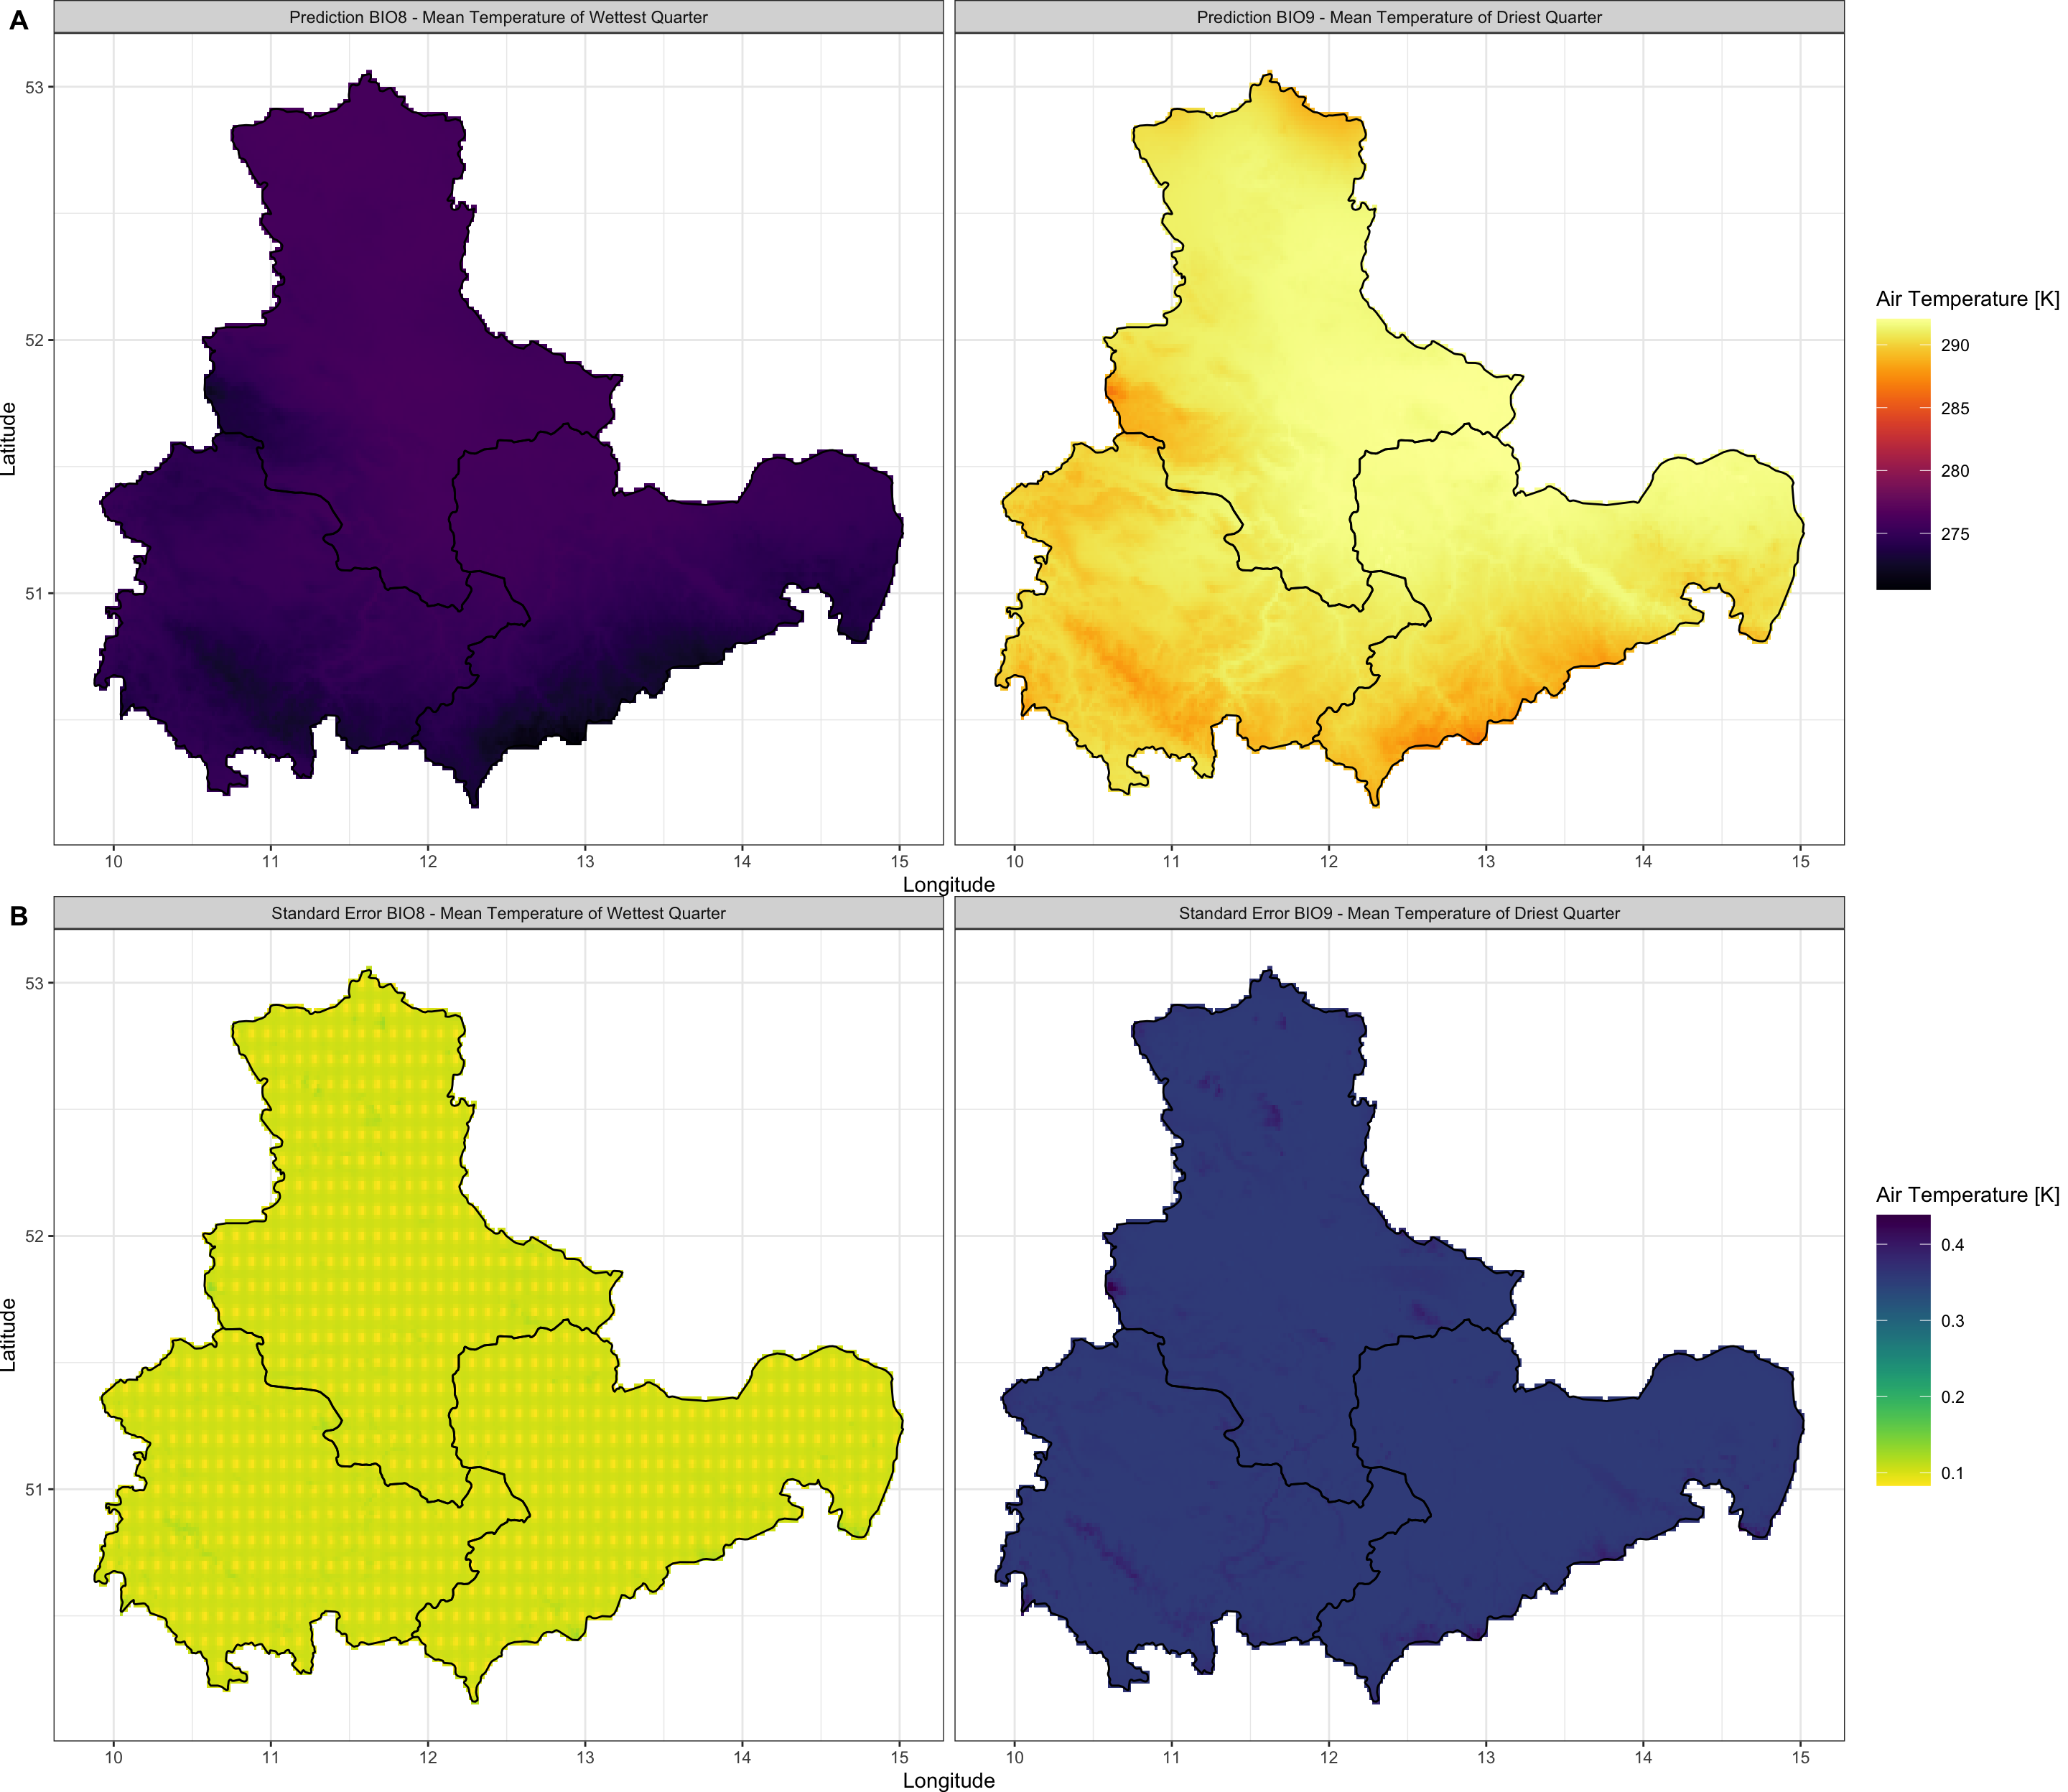 A
Prediction BIO8 - Mean Temperature of Wettest Quarter
Prediction BIO9 - Mean Temperature of Driest Quarter
53
52
51
Latitude
10 11 12 13 14 15
10 11 12 13 14 15
Longitude
Air Temperature [K]
290
285
280
275
B
Standard Error BIO8 - Mean Temperature of Wettest Quarter
Standard Error BIO9 - Mean Temperature of Driest Quarter
53
52
51
Latitude
10 11 12 13 14 15
10 11 12 13 14 15
Longitude
Air Temperature [K]
0.4
0.3
0.2
0.1